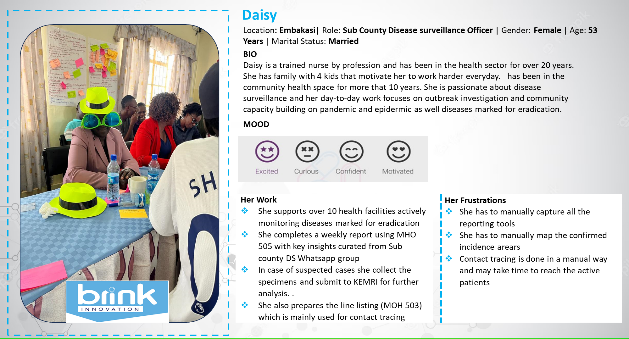 Daisy
Location: Embakasi| Role: Sub County Disease surveillance Officer | Gender: Female | Age: 53
Years | Marital Status: Married
BIO
Daisy is a trained nurse by profession and has been in the health sector for over 20 years.
She has family with 4 kids that motivate her to work harder everyday.  has been in the
community health space for more that 10 years. She is passionate about disease
surveillance and her day-to-day work focuses on outbreak investigation and community
capacity building on pandemic and epidemic as well diseases marked for eradication.
MOOD
Excited
Curious
Confident
Motivated
Her Work
She supports over 10 health facilities actively
monitoring diseases marked for eradication
She completes a weekly report using MHO
505 with key insights curated from Sub
county DS Whatsapp group
In case of suspected cases she collect the
specimens and submit to KEMRI for further
analysis. .
She also prepares the line listing (MOH 503)
which is mainly used for contact tracing
Her Frustrations
She has to manually capture all the
reporting tools
She has to manually map the confirmed
incidence arears
Contact tracing is done in a manual way
and may take time to reach the active
patients
SH
brink
INNOVATION